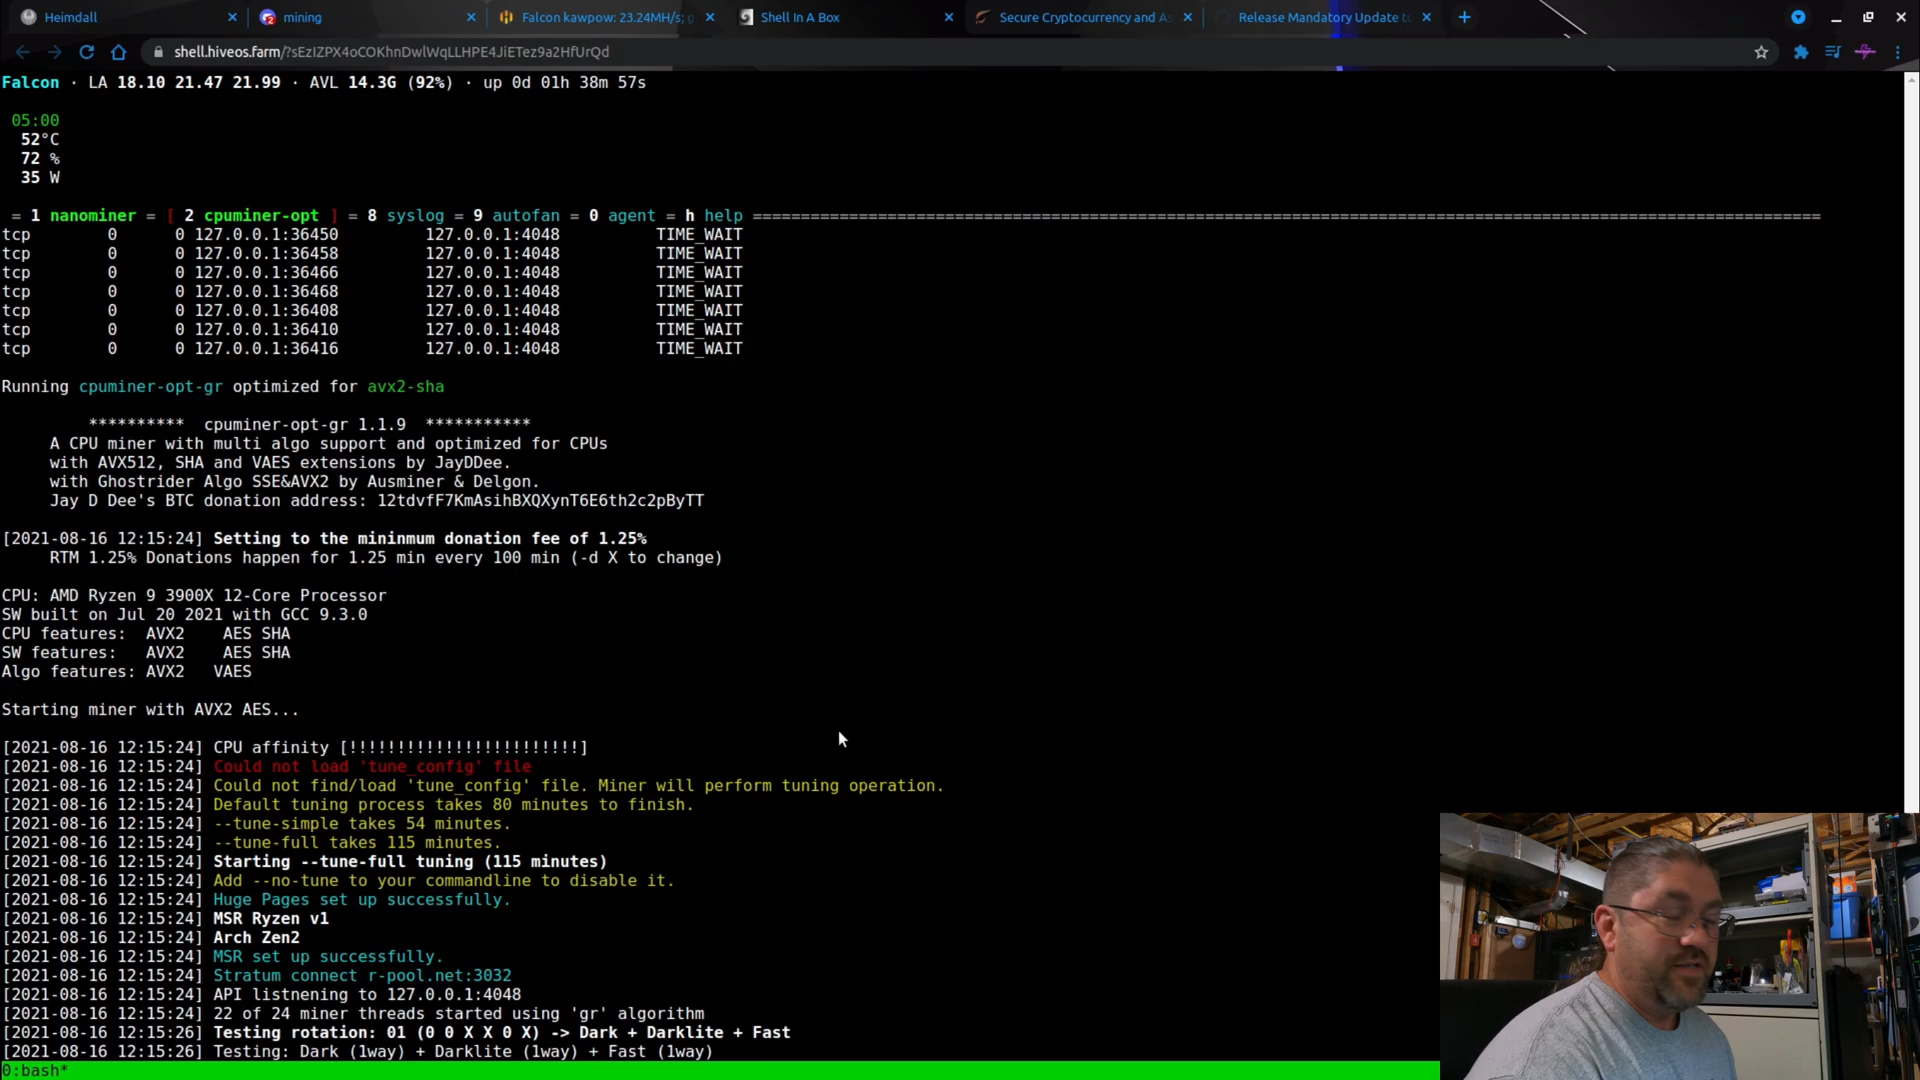 Heimdall
mining
Falcon kawpow: 23.24MH/s; g
Shell In A Box
Secure Cryptocurrency and As
Release Mandatory Update to
shell.hiveos.farm/?sEzIZPX4oCOKhnDwlWqLLHPE4JiETez9a2HfUrQd
Falcon · LA 18.10 21.47 21.99 · AVL 14.3G (92%) · up 0d 01h 38m 57s
05:00
52°C
72 %
35 W
= 1 nanominer = [ 2 cpuminer-opt ] = 8 syslog = 9 autofan = 0 agent = h help ===============================================================================================================
tcp 0 0 127.0.0.1:36450 127.0.0.1:4048 TIME_WAIT
tcp 0 0 127.0.0.1:36458 127.0.0.1:4048 TIME_WAIT
tcp 0 0 127.0.0.1:36466 127.0.0.1:4048 TIME_WAIT
tcp 0 0 127.0.0.1:36468 127.0.0.1:4048 TIME_WAIT
tcp 0 0 127.0.0.1:36408 127.0.0.1:4048 TIME_WAIT
tcp 0 0 127.0.0.1:36410 127.0.0.1:4048 TIME_WAIT
tcp 0 0 127.0.0.1:36416 127.0.0.1:4048 TIME_WAIT
Running cpuminer-opt-gr optimized for avx2-sha
********** cpuminer-opt-gr 1.1.9 ***********
A CPU miner with multi algo support and optimized for CPUs
with AVX512, SHA and VAES extensions by JayDDee.
with Ghostrider Algo SSE&AVX2 by Ausminer & Delgon.
Jay D Dee's BTC donation address: 12tdvfF7KmAsihBXQXynT6E6th2c2pByTT
[2021-08-16 12:15:24] Setting to the mininmum donation fee of 1.25%
RTM 1.25% Donations happen for 1.25 min every 100 min (-d X to change)
CPU: AMD Ryzen 9 3900X 12-Core Processor
SW built on Jul 20 2021 with GCC 9.3.0
CPU features: AVX2 AES SHA
SW features: AVX2 AES SHA
Algo features: AVX2 VAES
Starting miner with AVX2 AES...
[2021-08-16 12:15:24] CPU affinity [!!!!!!!!!!!!!!!!!!!!!!!!]
[2021-08-16 12:15:24] Could not load 'tune_config' file
[2021-08-16 12:15:24] Could not find/load 'tune_config' file. Miner will perform tuning operation.
[2021-08-16 12:15:24] Default tuning process takes 80 minutes to finish.
[2021-08-16 12:15:24] --tune-simple takes 54 minutes.
[2021-08-16 12:15:24] --tune-full takes 115 minutes.
[2021-08-16 12:15:24] Starting --tune-full tuning (115 minutes)
[2021-08-16 12:15:24] Add --no-tune to your commandline to disable it.
[2021-08-16 12:15:24] Huge Pages set up successfully.
[2021-08-16 12:15:24] MSR Ryzen v1
[2021-08-16 12:15:24] Arch Zen2
[2021-08-16 12:15:24] MSR set up successfully.
[2021-08-16 12:15:24] Stratum connect r-pool.net:3032
[2021-08-16 12:15:24] API listnening to 127.0.0.1:4048
[2021-08-16 12:15:24] 22 of 24 miner threads started using 'gr' algorithm
[2021-08-16 12:15:26] Testing rotation: 01 (0 0 X X 0 X) -> Dark + Darklite + Fast
[2021-08-16 12:15:26] Testing: Dark (1way) + Darklite (1way) + Fast (1way)
0:bash*